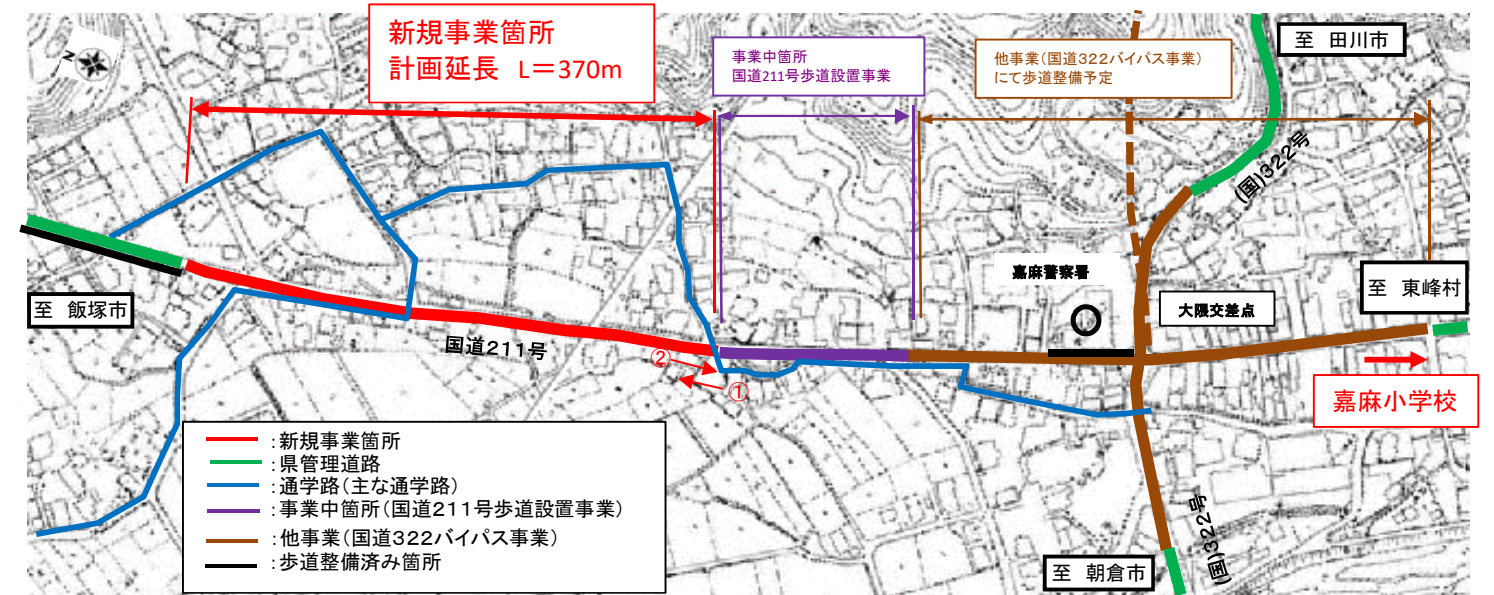 新規事業箇所
計画延長 L=370m
事業中箇所
国道211号歩道設置事業
他事業(国道322バイパス事業)
にて歩道整備予定
至 田川市
N
(国)322号
嘉麻警察署
至 東峰村
至 飯塚市
大隈交差点
国道211号
②
①
嘉麻小学校
:新規事業箇所
:県管理道路
:通学路(主な通学路)
:事業中箇所(国道211号歩道設置事業)
:他事業(国道322バイパス事業)
:歩道整備済み箇所
至 朝倉市
(国)322号